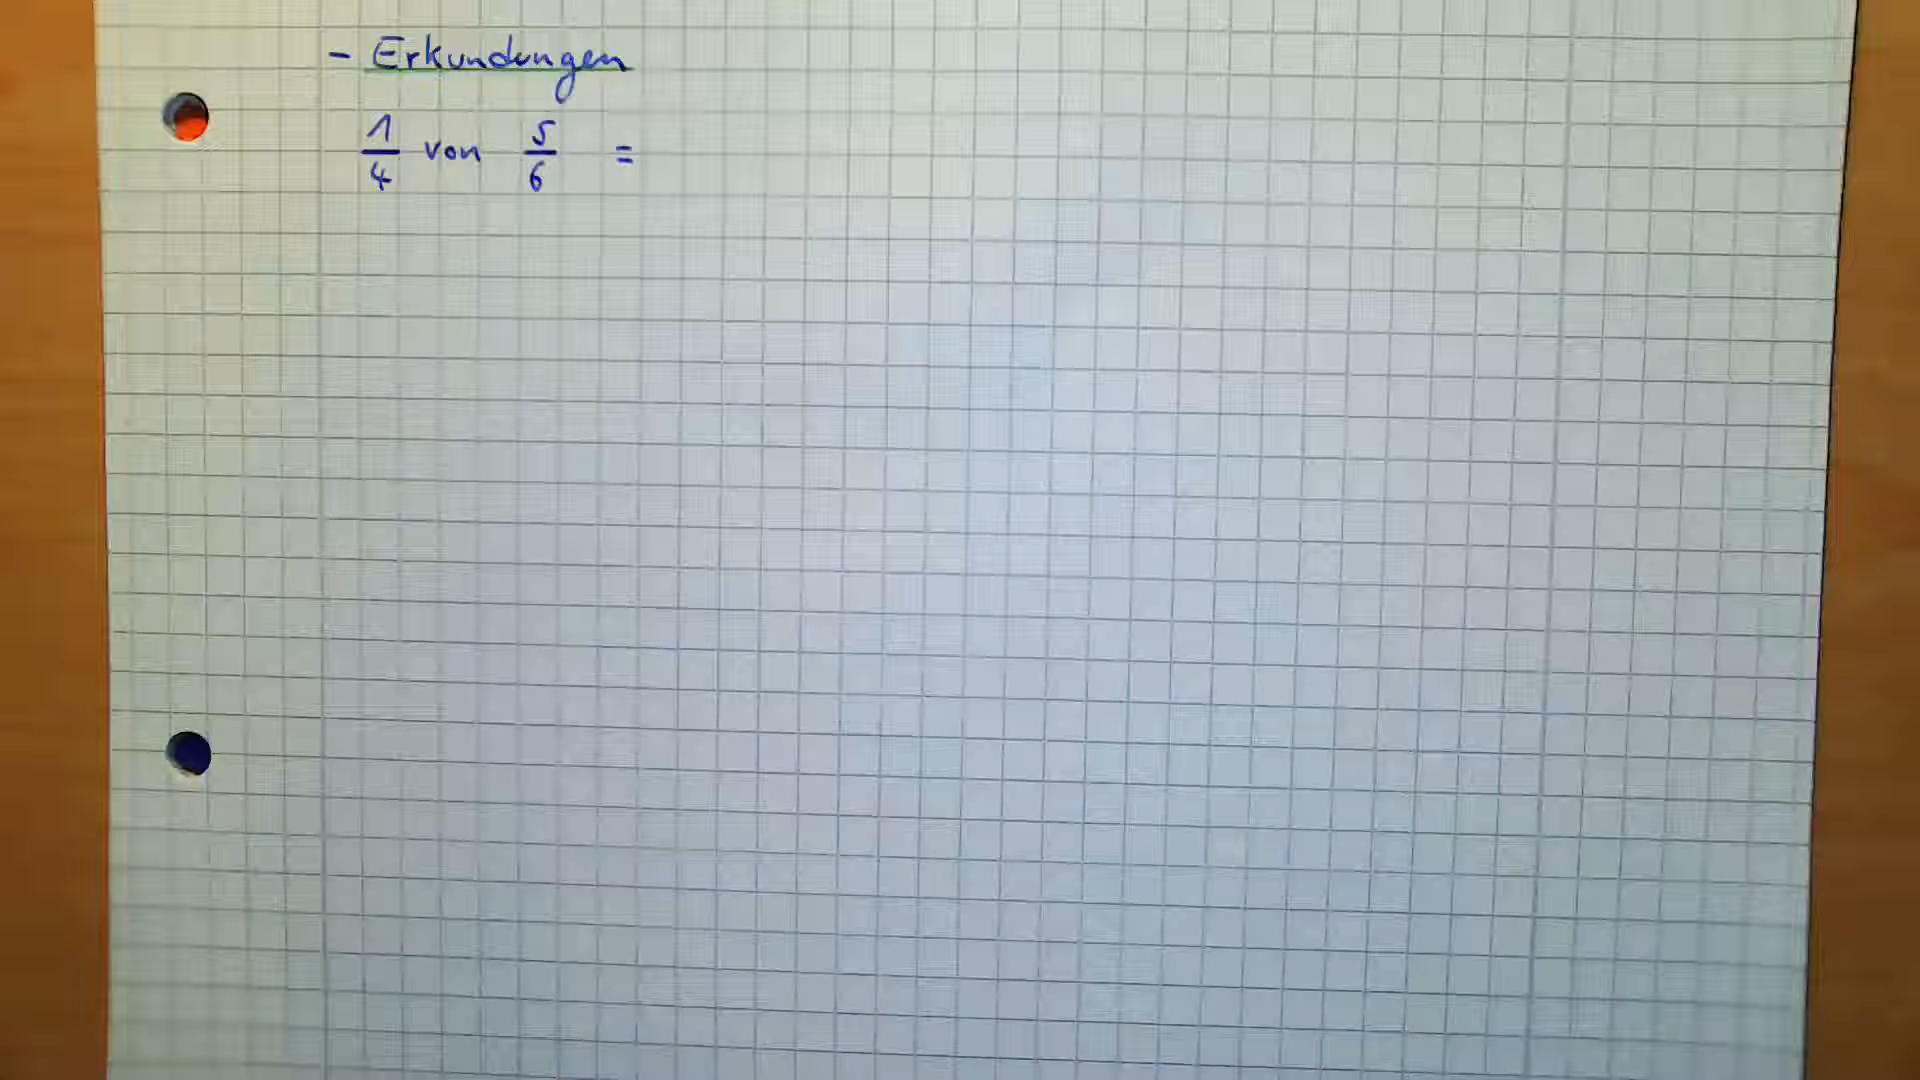 - Erkundungen
1/4 von 5/6 =